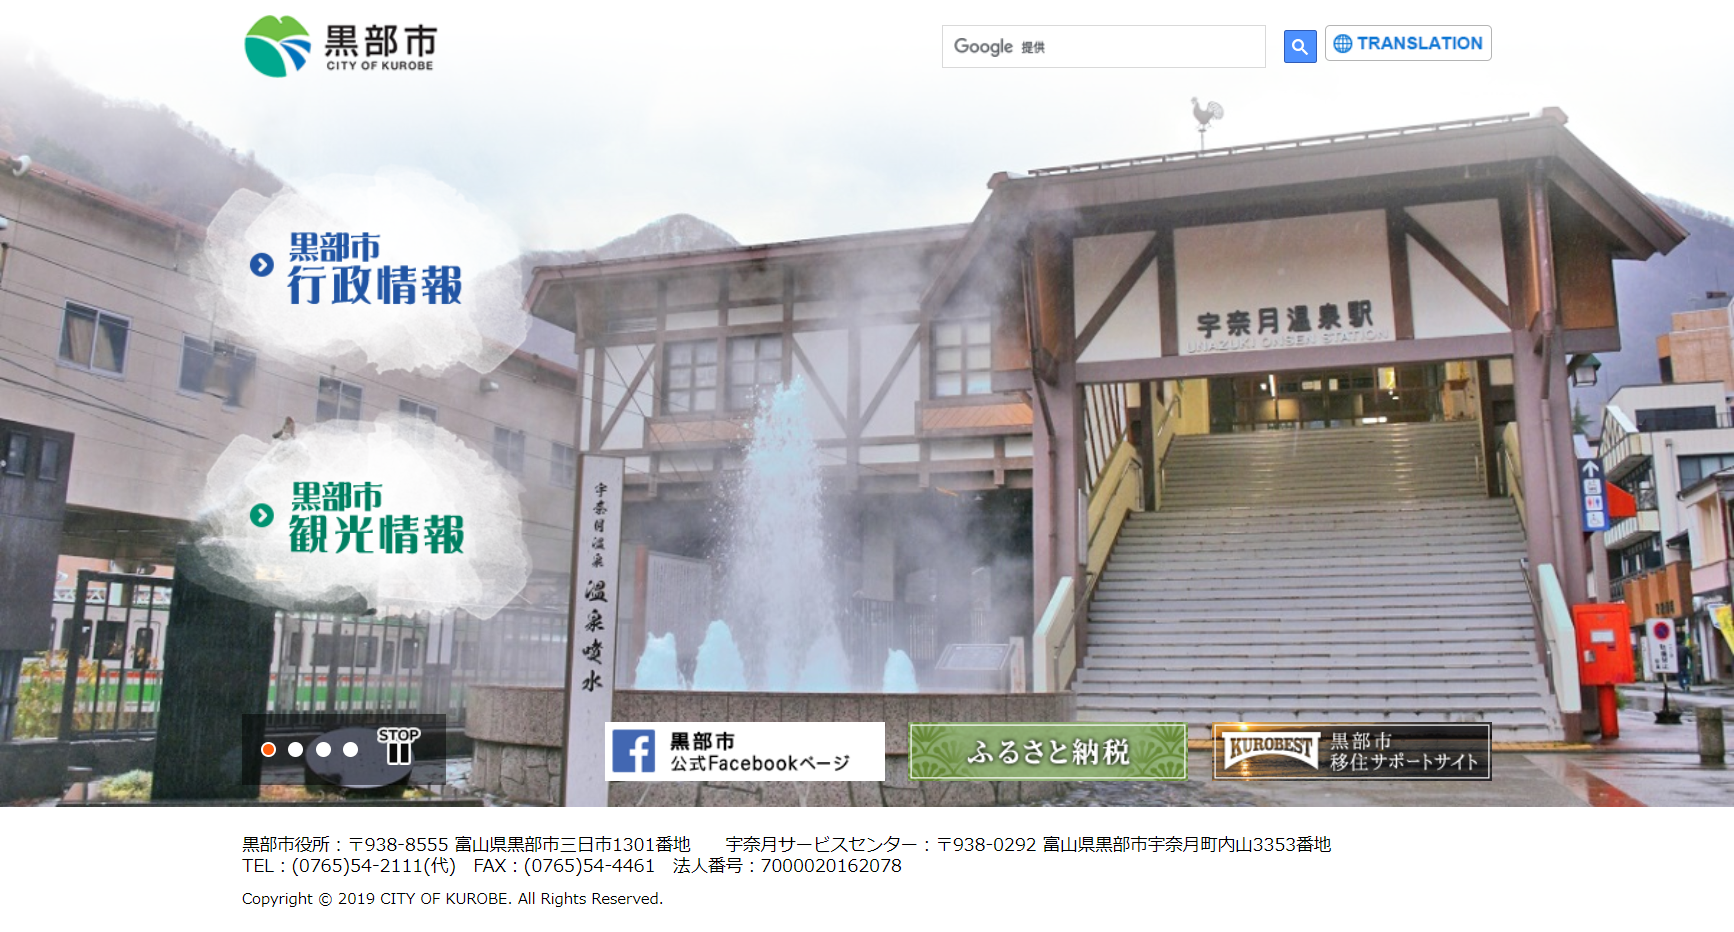 黒部市
CITY OF KUROBE
Google 提供
TRANSLATION
黒部市
行政情報
宇奈月温泉駅
UNAZUKI ONSEN STATION
黒部市
観光情報
宇奈月温泉
温泉噴水
STOP
黒部市
公式Facebookページ
ふるさと納税
KUROBEST
黒部市
移住サポートサイト
黒部市役所：〒938-8555 富山県黒部市三日市1301番地　　宇奈月サービスセンター：〒938-0292 富山県黒部市宇奈月町内山3353番地
TEL：(0765)54-2111(代)　FAX：(0765)54-4461　法人番号：7000020162078
Copyright © 2019 CITY OF KUROBE. All Rights Reserved.